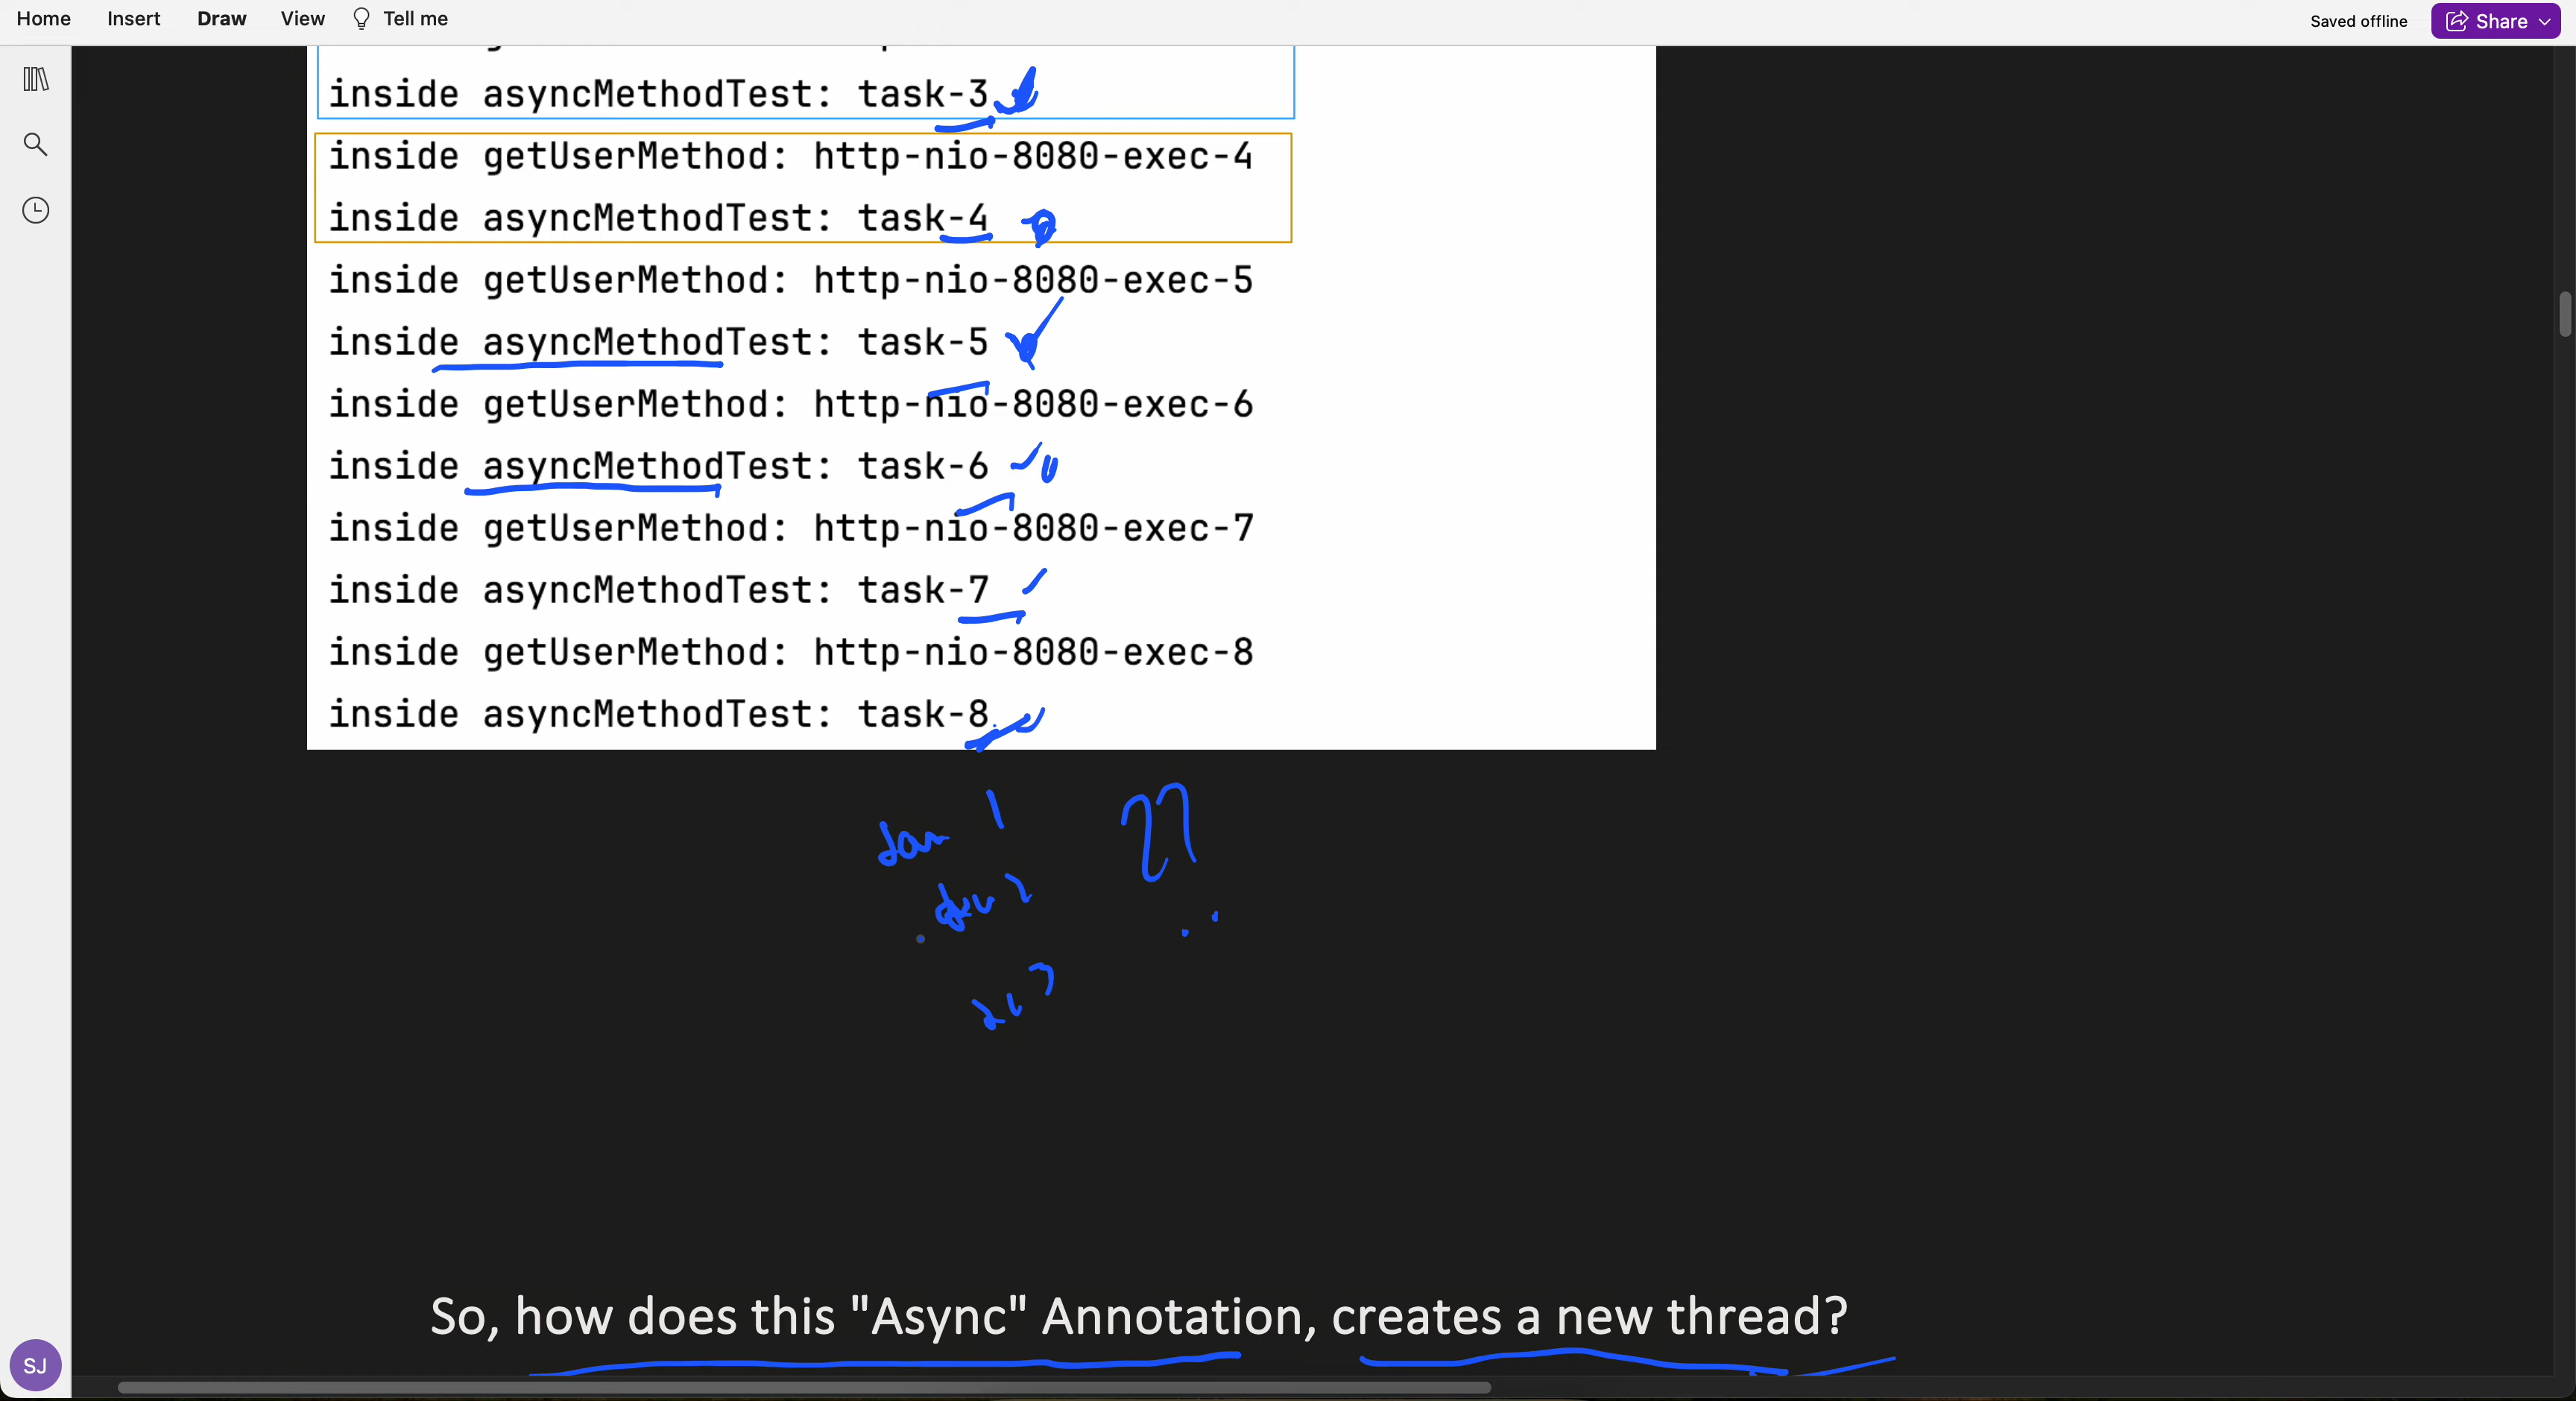 Home Insert Draw View Tell me Saved offline Share
inside asyncMethodTest: task-3
inside getUserMethod: http-nio-8080-exec-4
inside asyncMethodTest: task-4
inside getUserMethod: http-nio-8080-exec-5
inside asyncMethodTest: task-5
inside getUserMethod: http-nio-8080-exec-6
inside asyncMethodTest: task-6
inside getUserMethod: http-nio-8080-exec-7
inside asyncMethodTest: task-7
inside getUserMethod: http-nio-8080-exec-8
inside asyncMethodTest: task-8
So, how does this "Async" Annotation, creates a new thread?
SJ